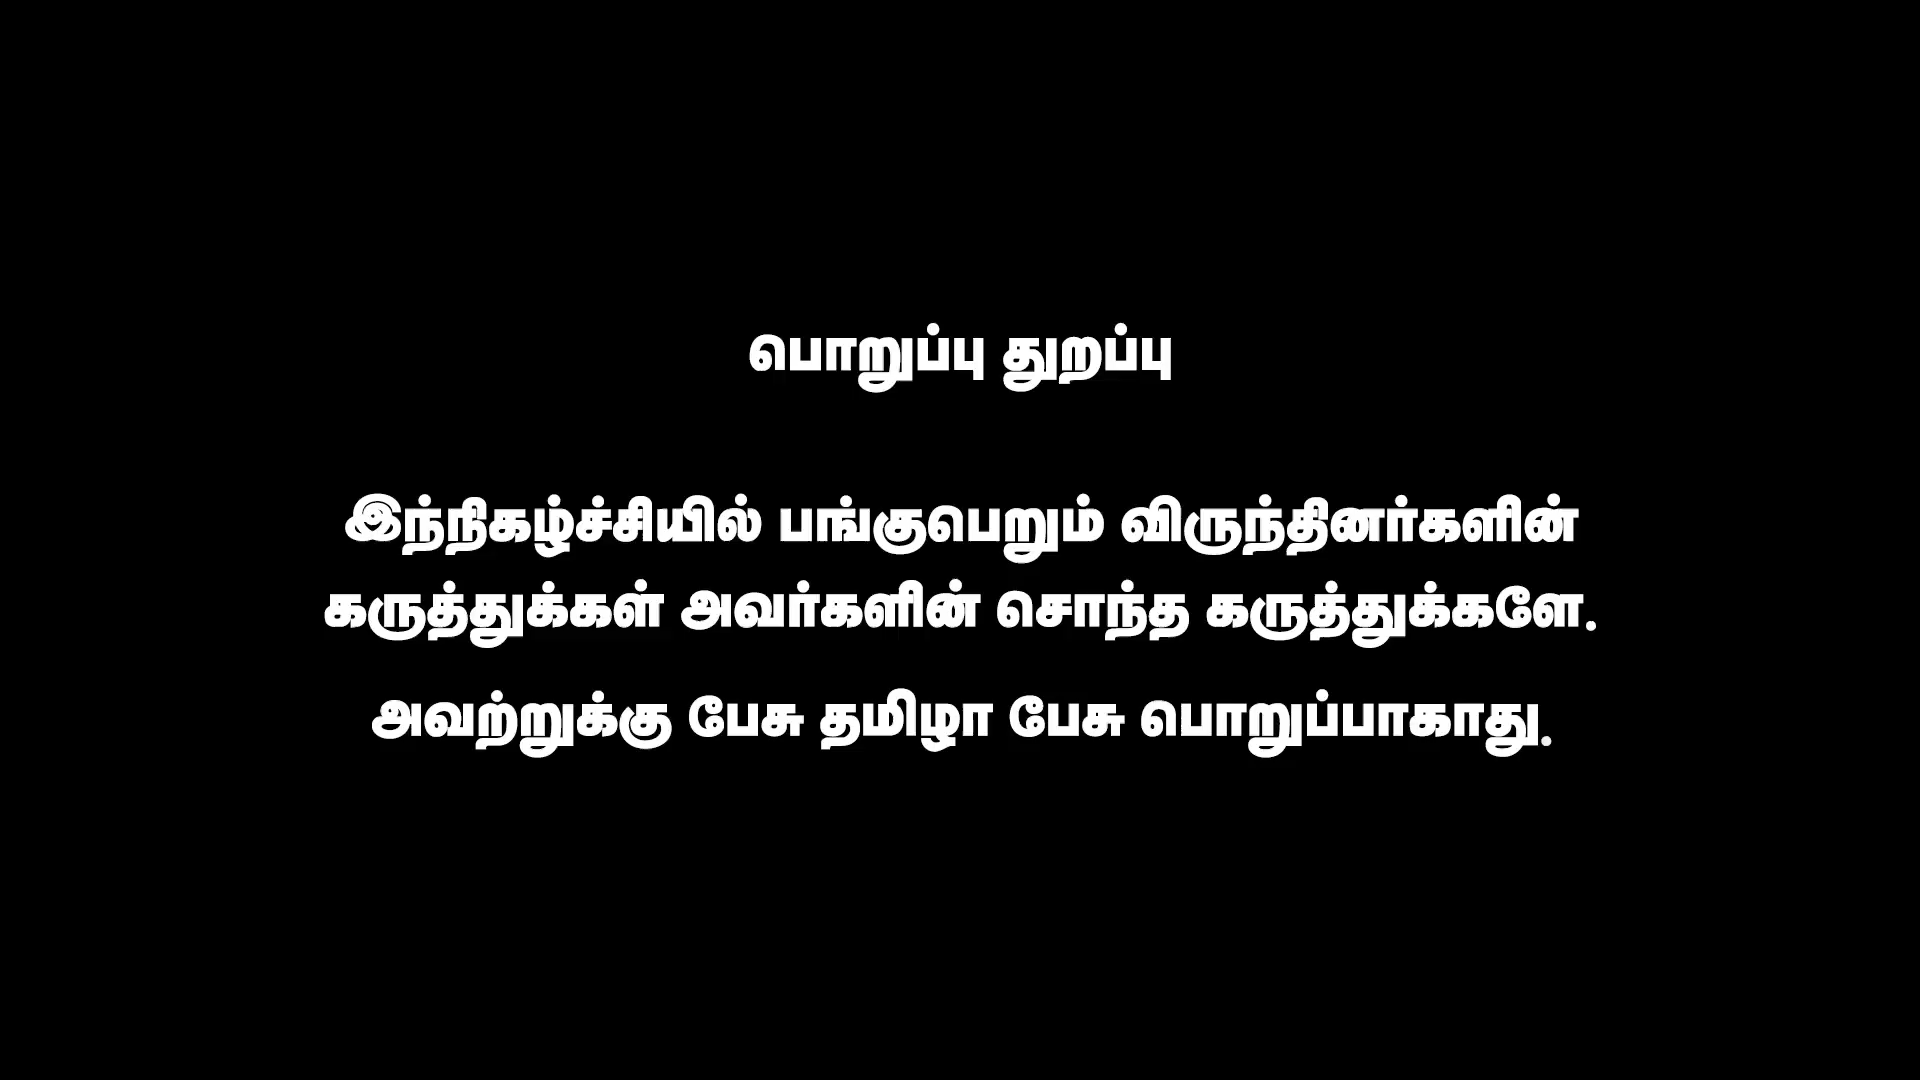 பொறுப்பு துறப்பு
இந்நிகழ்ச்சியில் பங்குபெறும் விருந்தினர்களின்
கருத்துக்கள் அவர்களின் சொந்த கருத்துக்களே.
அவற்றுக்கு பேசு தமிழா பேசு பொறுப்பாகாது.